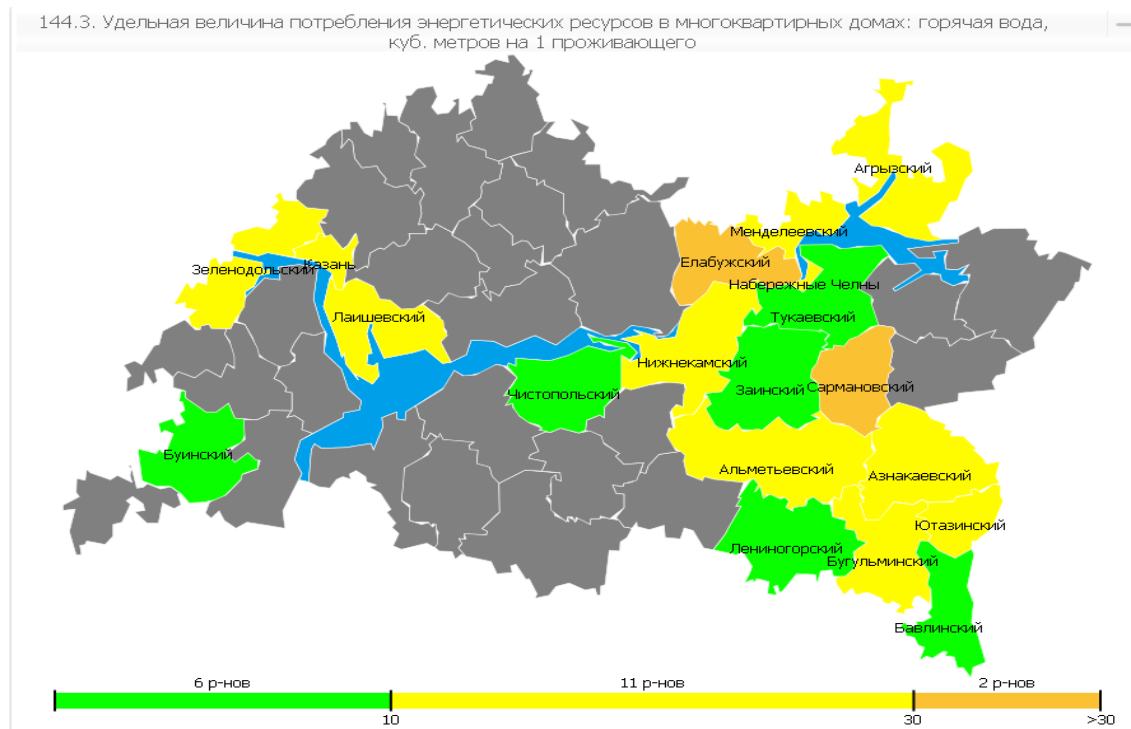 144.3. Удельная величина потребления энергетических ресурсов в многоквартирных домах: горячая вода,
куб. метров на 1 проживающего
Агрызский
Менделеевский
Елабужский
Казань
Зеленодольский
Набережные Челны
Лаишевский
Тукаевский
Нижнекамский
Чистопольский
Заинский
Сармановский
Буинский
Альметьевский
Азнакаевский
Ютазинский
Лениногорский
Бугульминский
Бавлинский
6 р-нов
11 р-нов
2 р-нов
10
30
>30